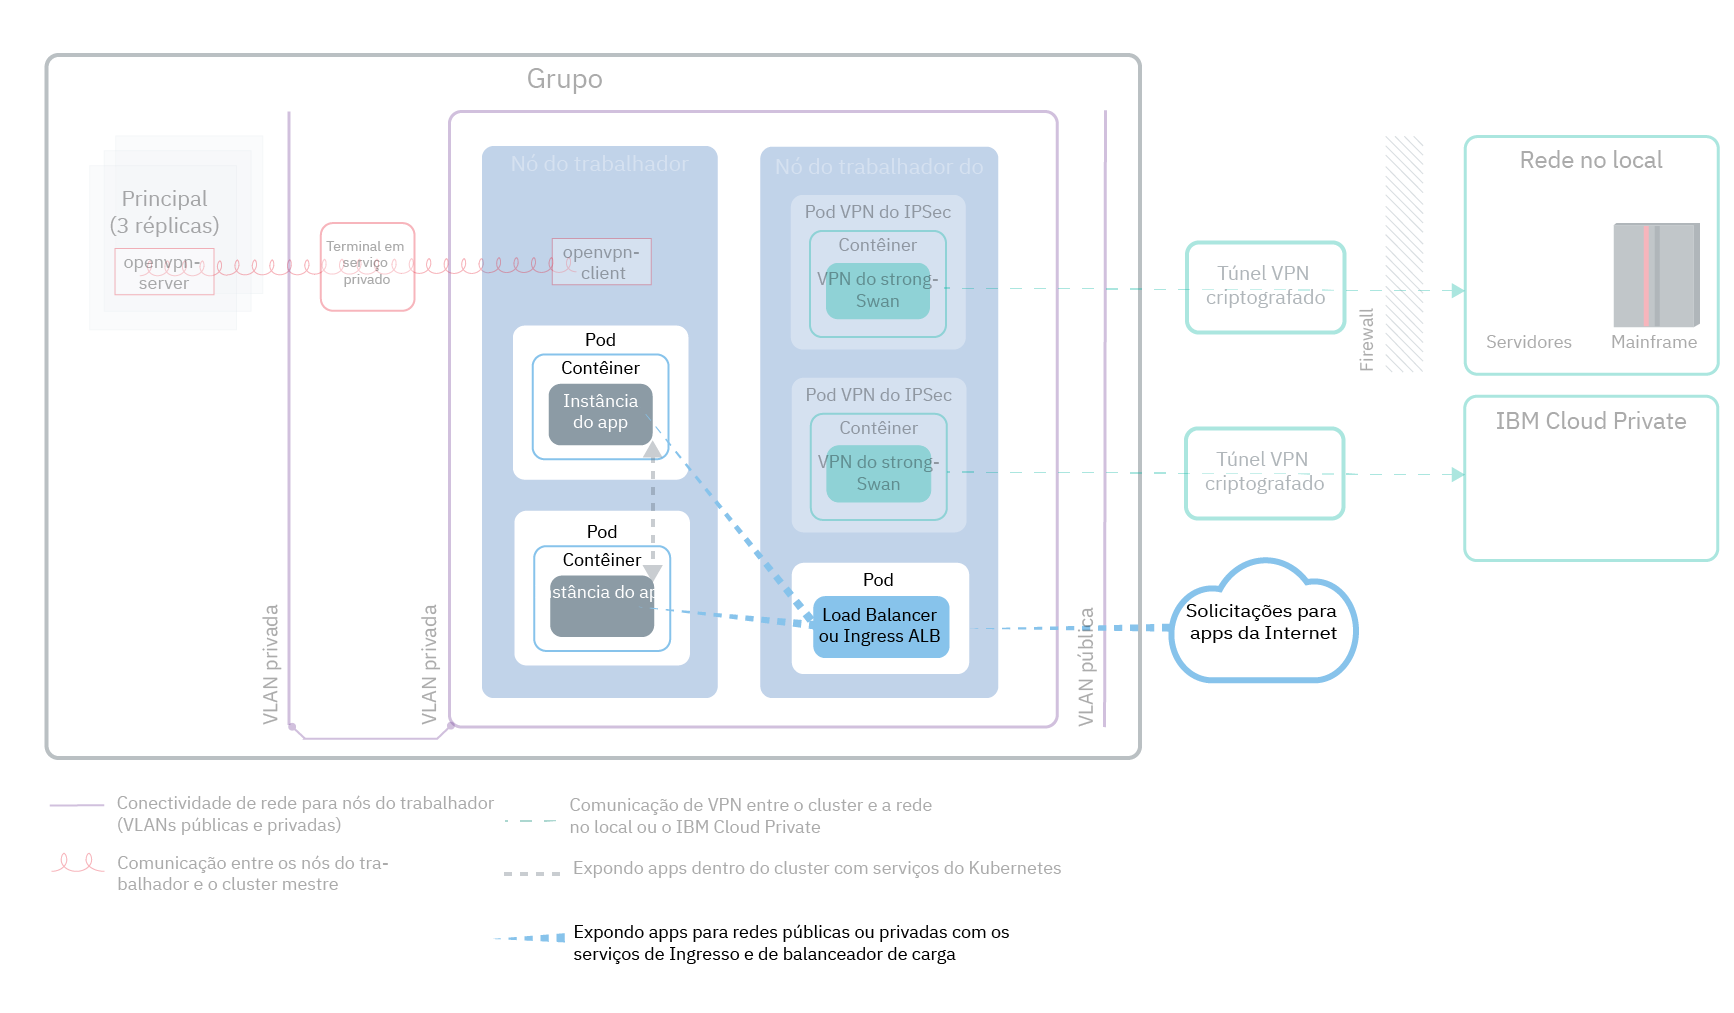 Grupo
Principal
(3 réplicas)
openvpn-
server
Terminal em
serviço
privado
VLAN privada
VLAN privada
Nó do trabalhador
openvpn-
client
Pod
Contêiner
Instância
do app
Pod
Contêiner
stância do ap
Nó do trabalhador do
Pod VPN do IPSec
Contêiner
VPN do strong-
Swan
Pod VPN do IPSec
Contêiner
VPN do strong-
Swan
Pod
Load Balancer
ou Ingress ALB
VLAN pública
Túnel VPN
criptografado
Firewall
Rede no local
Servidores
Mainframe
Túnel VPN
criptografado
IBM Cloud Private
Solicitações para
apps da Internet
Conectividade de rede para nós do trabalhador
(VLANs públicas e privadas)
Comunicação entre os nós do tra-
balhador e o cluster mestre
Comunicação de VPN entre o cluster e a rede
no local ou o IBM Cloud Private
Expondo apps dentro do cluster com serviços do Kubernetes
Expondo apps para redes públicas ou privadas com os
serviços de Ingresso e de balanceador de carga